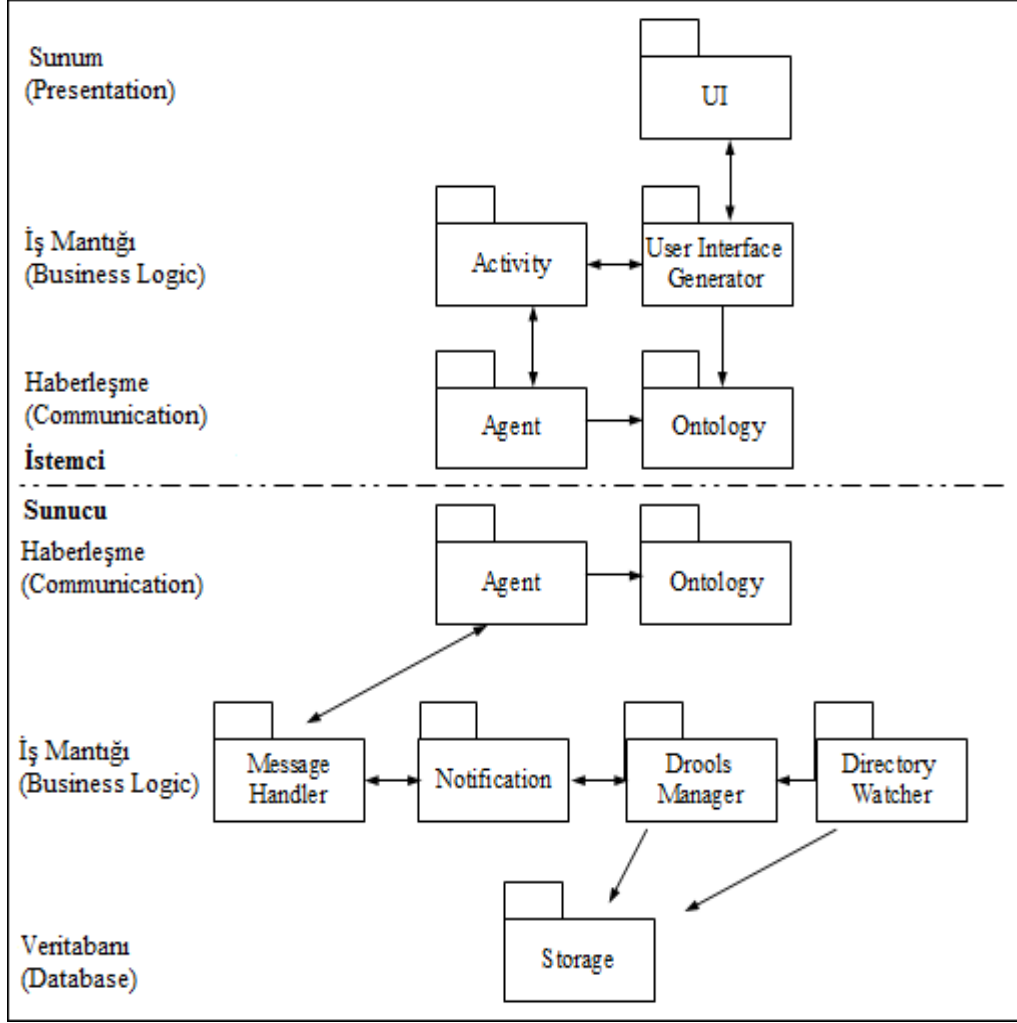 Sunum
(Presentation)
UI
İş Mantığı
(Business Logic)
Activity
User Interface
Generator
Haberleşme
(Communication)
Agent
Ontology
İstemci
Sunucu
Haberleşme
(Communication)
Agent
Ontology
İş Mantığı
(Business Logic)
Message
Handler
Notification
Drools
Manager
Directory
Watcher
Veritabanı
(Database)
Storage